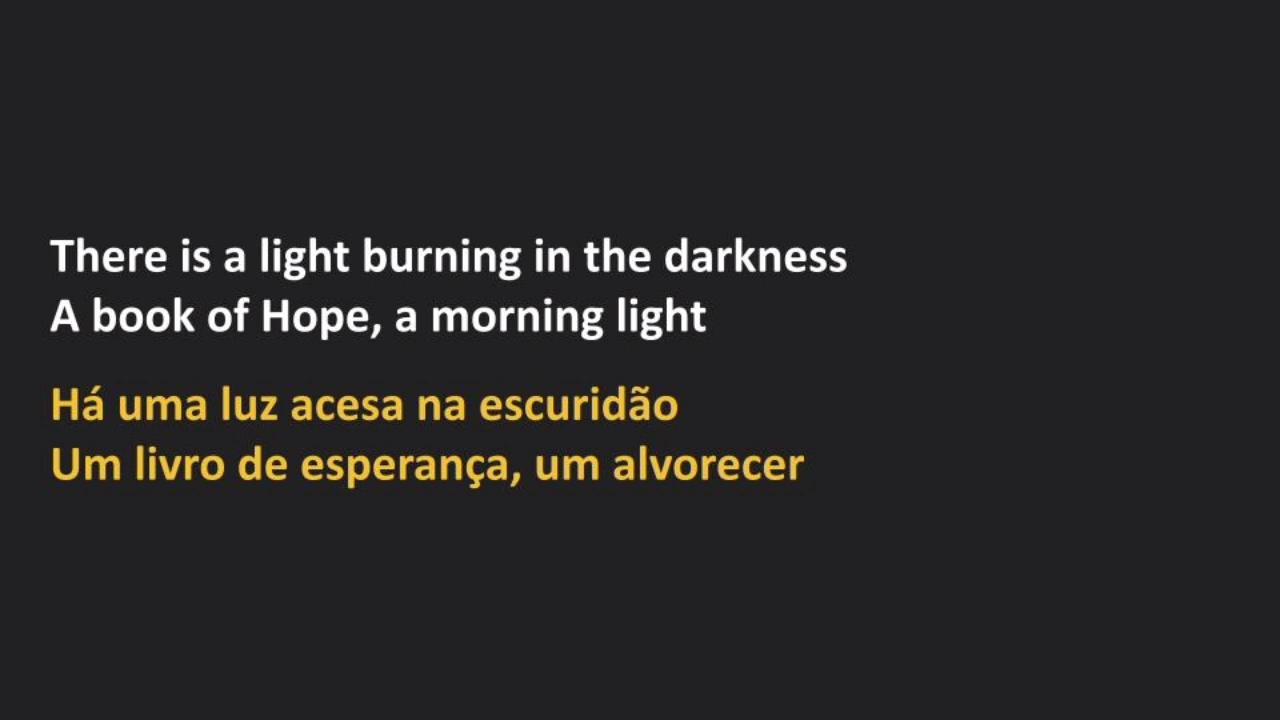 There is a light burning in the darkness
A book of Hope, a morning light
Há uma luz acesa na escuridão
Um livro de esperança, um alvorecer